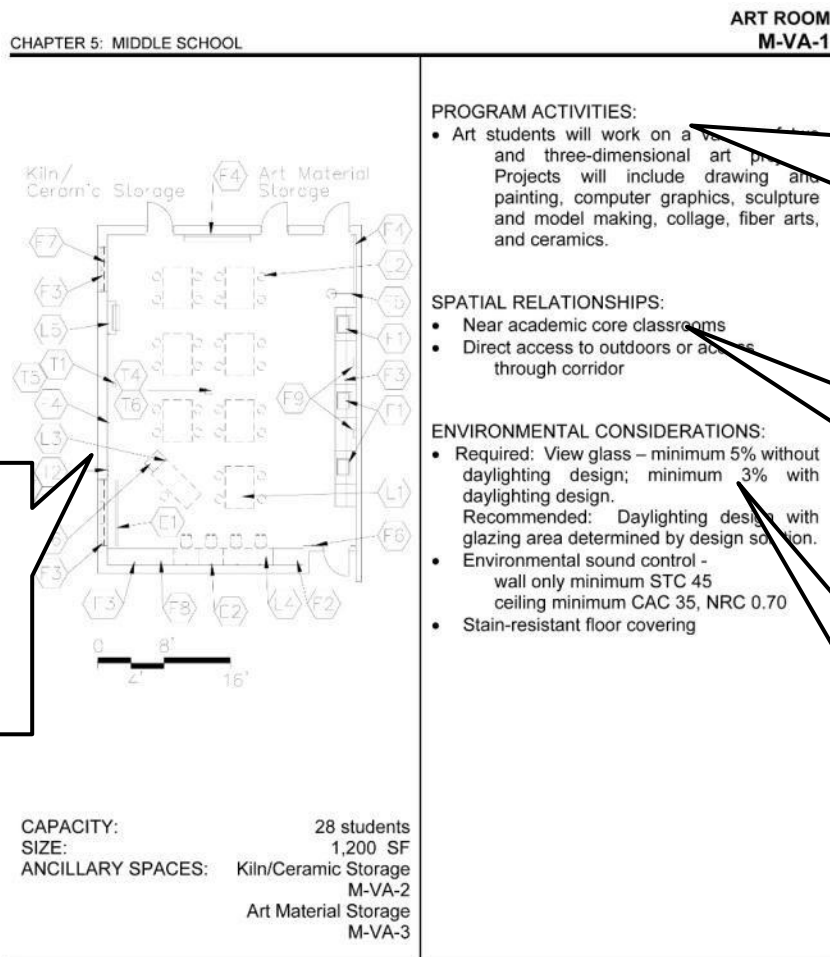 ART ROOM
CHAPTER 5: MIDDLE SCHOOL M-VA-1
Kiln/
Ceramic Storage
F4
Art Material
Storage
F7
F4
F3
L2
L5
F1
T1
T5
T4
F3
T6
F9
L3
E1
L1
F6
F3
F8
E2
L4
F2
0 8'
4' 16'
CAPACITY: 28 students
SIZE: 1,200 SF
ANCILLARY SPACES: Kiln/Ceramic Storage
M-VA-2
Art Material Storage
M-VA-3
PROGRAM ACTIVITIES:
• Art students will work on a
and three-dimensional art
Projects will include drawing and
painting, computer graphics, sculpture
and model making, collage, fiber arts,
and ceramics.
SPATIAL RELATIONSHIPS:
• Near academic core classrooms
• Direct access to outdoors or access
through corridor
ENVIRONMENTAL CONSIDERATIONS:
• Required: View glass – minimum 5% without
daylighting design; minimum 3% with
daylighting design.
Recommended: Daylighting design with
glazing area determined by design solution.
• Environmental sound control -
wall only minimum STC 45
ceiling minimum CAC 35, NRC 0.70
• Stain-resistant floor covering